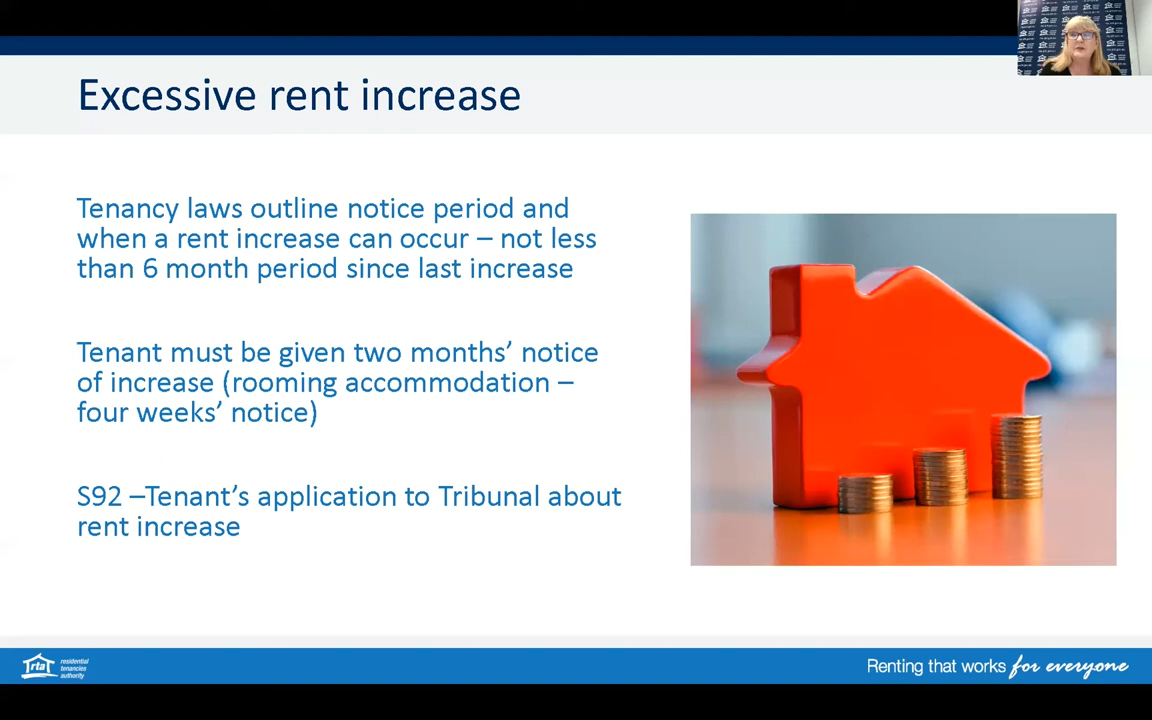 Excessive rent increase
Tenancy laws outline notice period and
when a rent increase can occur – not less
than 6 month period since last increase
Tenant must be given two months’ notice
of increase (rooming accommodation –
four weeks’ notice)
S92 –Tenant’s application to Tribunal about
rent increase
rta
residential
tenancies
authority
Renting that works for everyone